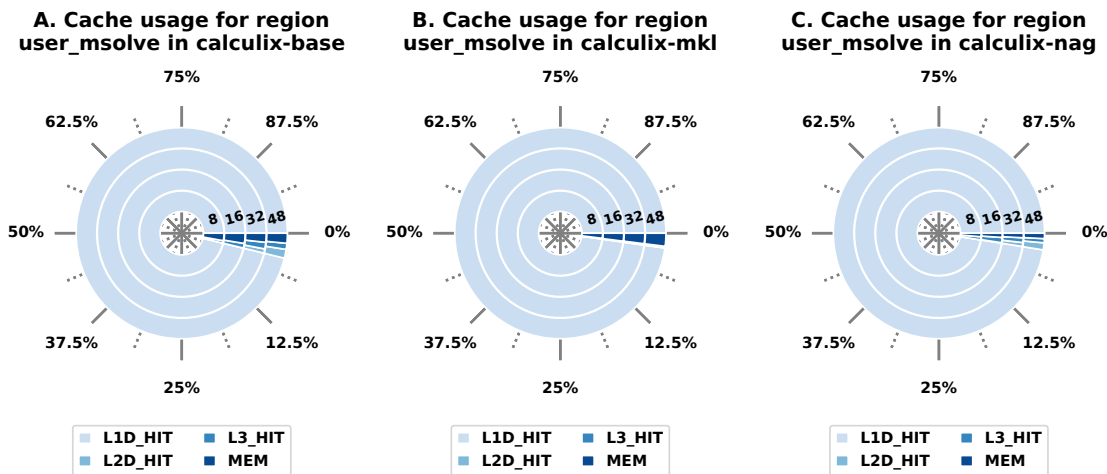 A. Cache usage for region
user_msolve in calculix-base
75%
62.5%
87.5%
50%
8 16 32 48
0%
37.5%
12.5%
25%
L1D_HIT
L3_HIT
L2D_HIT
MEM
B. Cache usage for region
user_msolve in calculix-mkl
75%
62.5%
87.5%
50%
8 16 32 48
0%
37.5%
12.5%
25%
L1D_HIT
L3_HIT
L2D_HIT
MEM
C. Cache usage for region
user_msolve in calculix-nag
75%
62.5%
87.5%
50%
8 16 32 48
0%
37.5%
12.5%
25%
L1D_HIT
L3_HIT
L2D_HIT
MEM